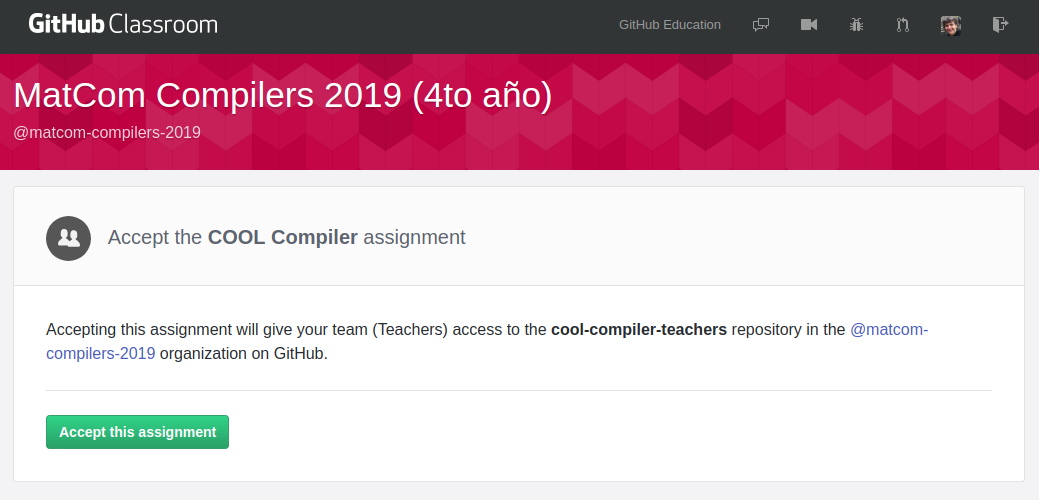 GitHub Classroom
GitHub Education
MatCom Compilers 2019 (4to año)
@matcom-compilers-2019
Accept the COOL Compiler assignment
Accepting this assignment will give your team (Teachers) access to the cool-compiler-teachers repository in the @matcom-
compilers-2019 organization on GitHub.
Accept this assignment